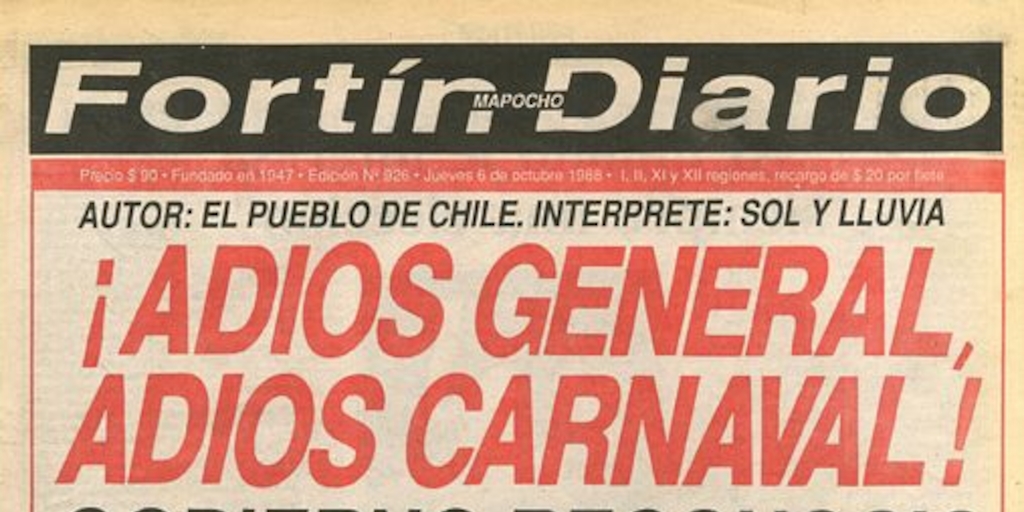 Fortín MAPOCHO Diario
Precio $ 90 • Fundado en 1947 • Edición Nº 926 • Jueves 6 de octubre 1988 • I, II, XI y XII regiones, recargo de $ 20 por flete
AUTOR: EL PUEBLO DE CHILE. INTERPRETE: SOL Y LLUVIA
¡ADIOS GENERAL,
ADIOS CARNAVAL!